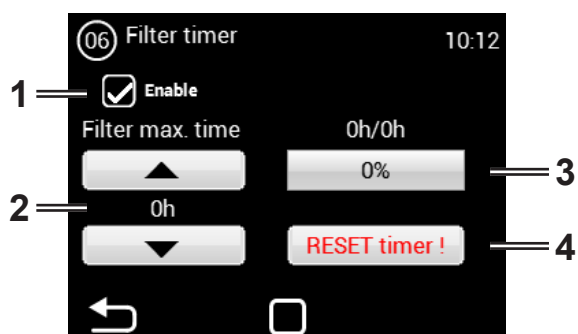 06 Filter timer 10:12
1 Enable
Filter max. time 0h/0h
0% 3
2 0h
RESET timer ! 4